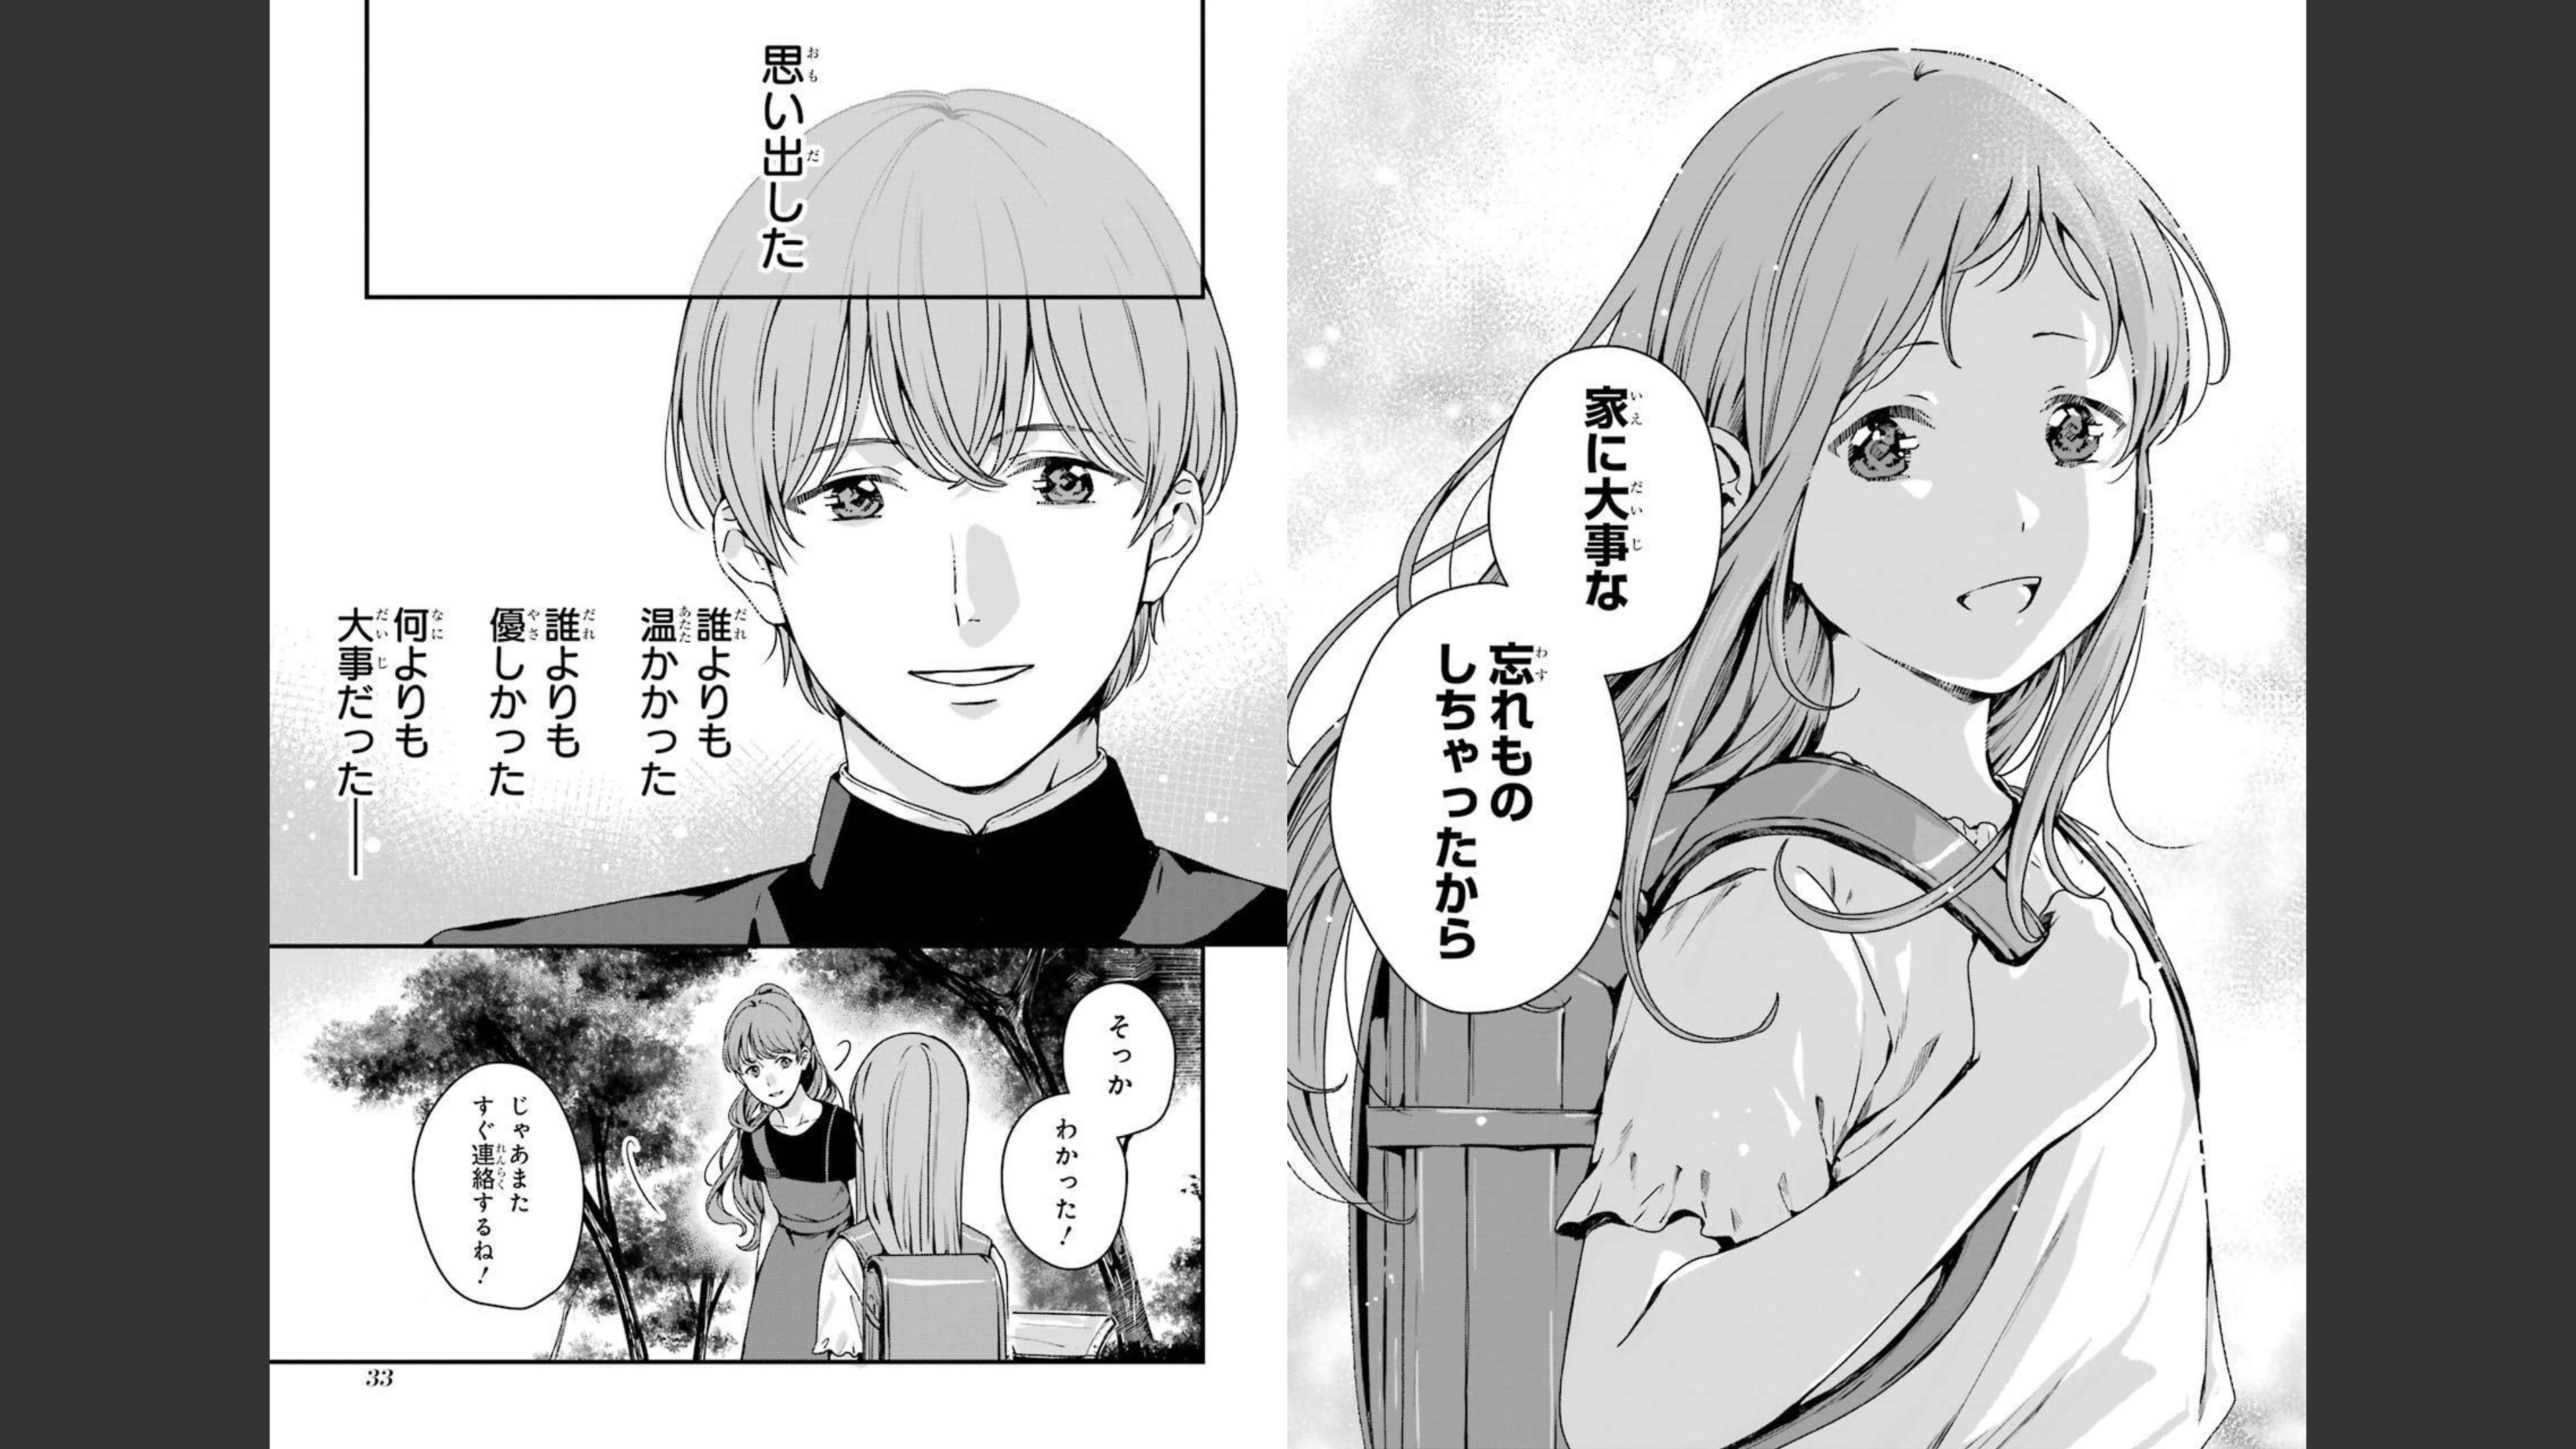 家に大事な
忘れもの
しちゃったから
思い出した
誰よりも
温かかった
誰よりも
優しかった
何よりも
大事だった――
そっか
わかった!
じゃあまた
すぐ連絡するね!
33